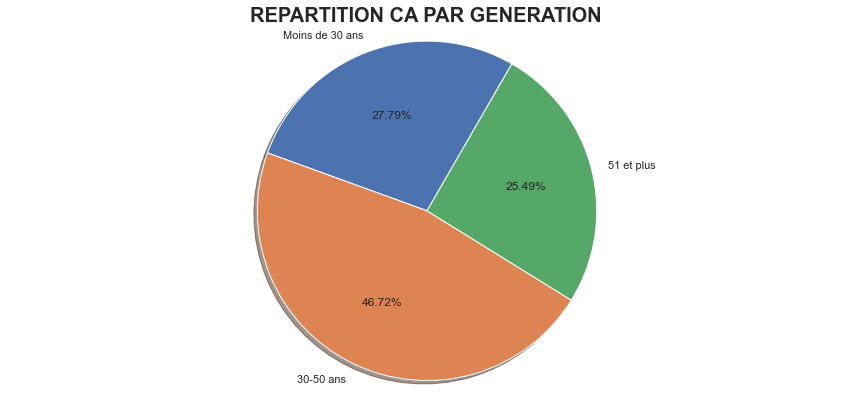 REPARTITION CA PAR GENERATION
Moins de 30 ans
27.79%
51 et plus
25.49%
46.72%
30-50 ans